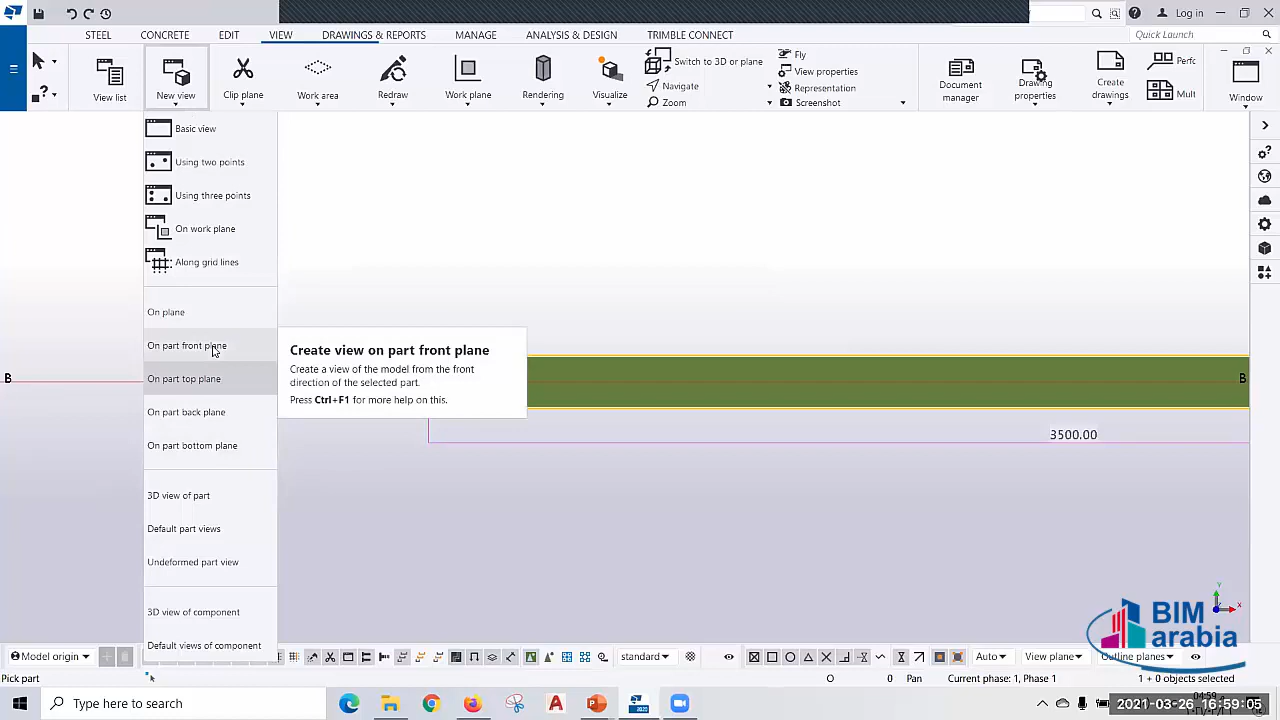 Log in
STEEL CONCRETE EDIT VIEW DRAWINGS & REPORTS MANAGE ANALYSIS & DESIGN TRIMBLE CONNECT
Quick Launch
View list
New view
Clip plane
Work area
Redraw
Work plane
Rendering
Visualize
Switch to 3D or plane
Navigate
Zoom
Fly
View properties
Representation
Screenshot
Document manager
Drawing properties
Create drawings
Perfc
Mult
Window
Basic view
Using two points
Using three points
On work plane
Along grid lines
On plane
On part front plane
On part top plane
On part back plane
On part bottom plane
3D view of part
Default part views
Undeformed part view
3D view of component
Default views of component
Create view on part front plane
Create a view of the model from the front
direction of the selected part.
Press Ctrl+F1 for more help on this.
B
B
3500.00
BIM
arabia
Model origin
standard
Auto
View plane
Outline planes
Pick part
O 0 Pan Current phase: 1, Phase 1 1 + 0 objects selected
Type here to search
2021-03-26 16:59:05